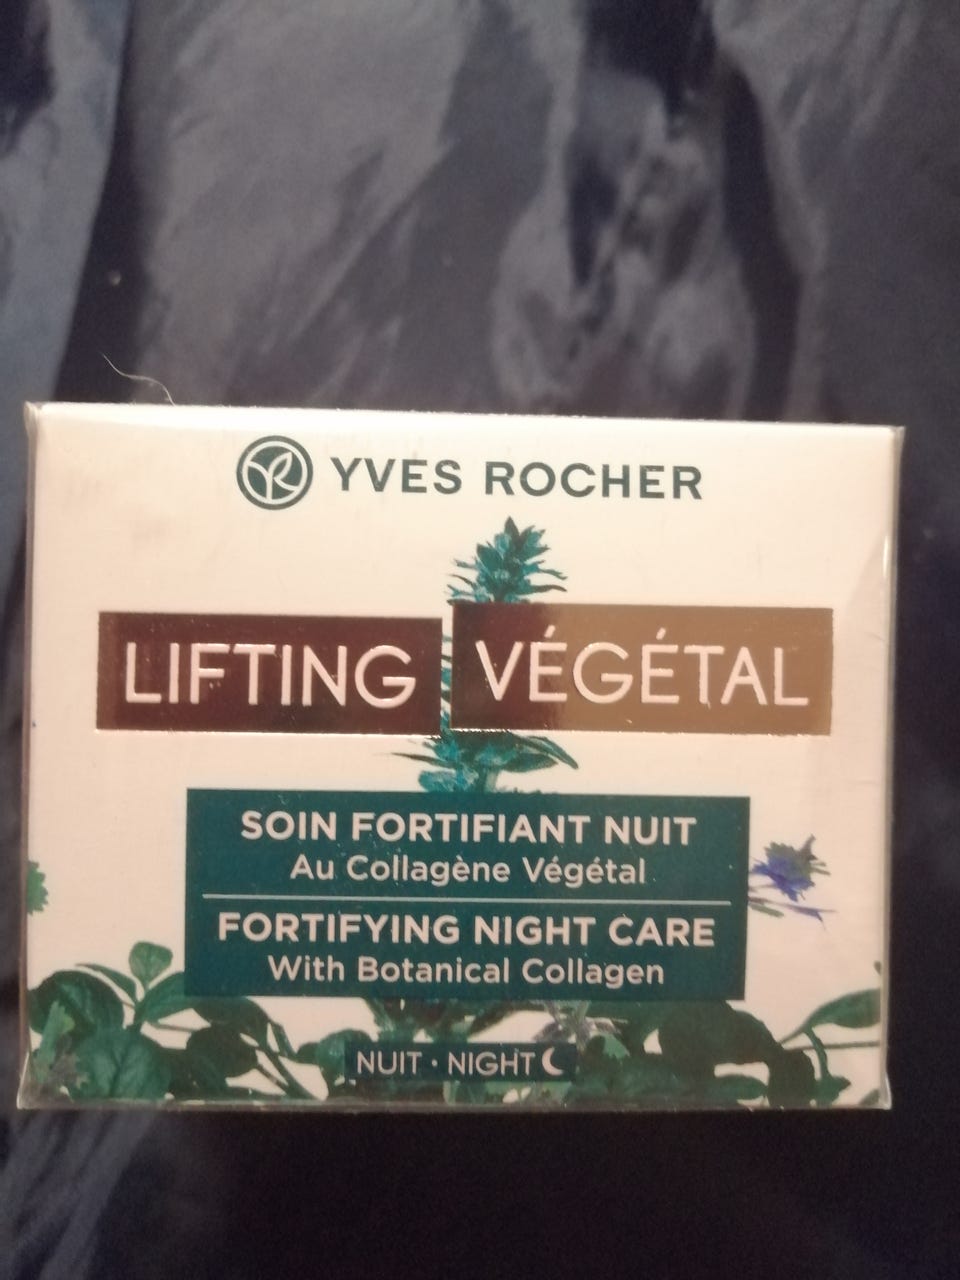 YVES ROCHER
LIFTING VÉGÉTAL
SOIN FORTIFIANT NUIT
Au Collagène Végétal
FORTIFYING NIGHT CARE
With Botanical Collagen
NUIT • NIGHT